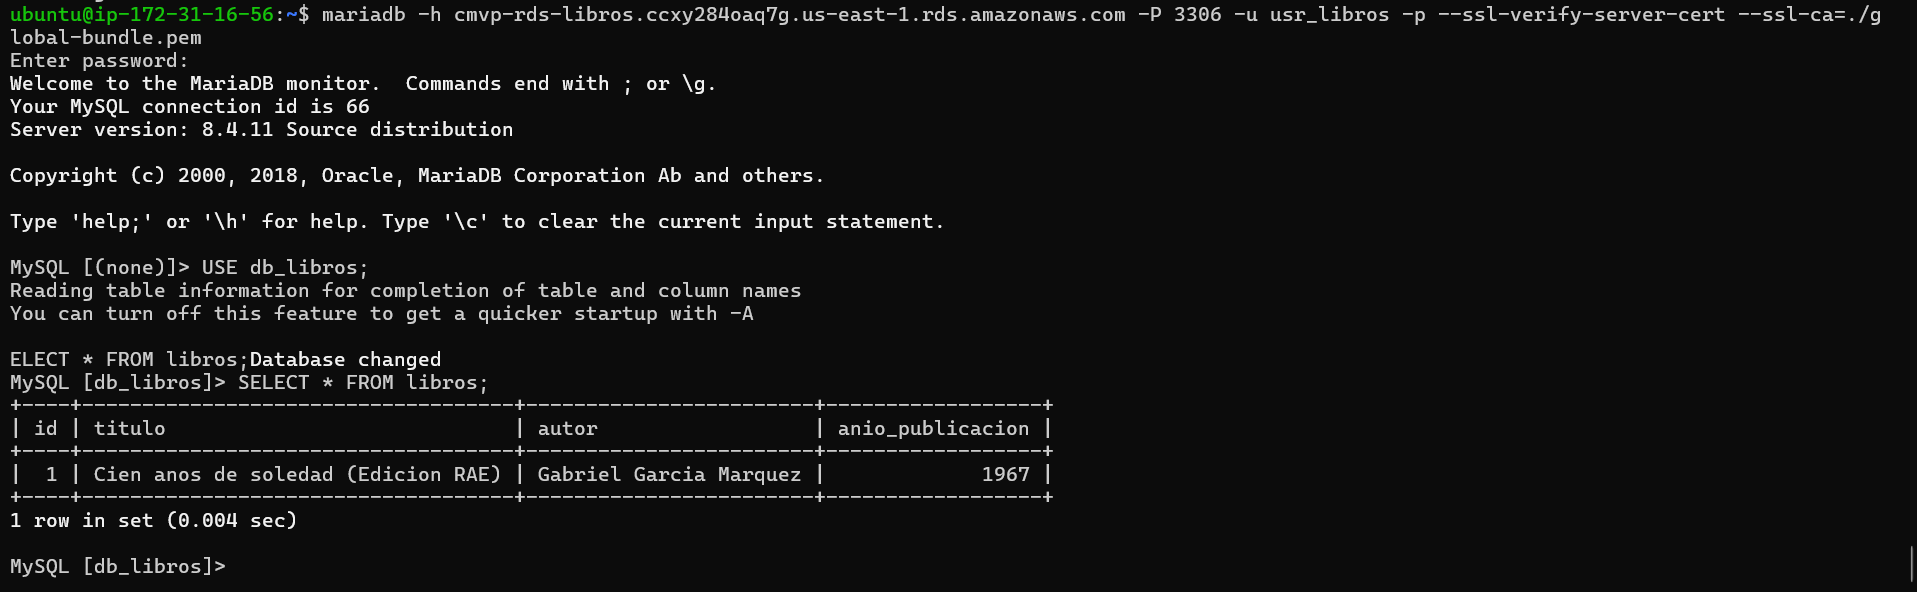 ubuntu@ip-172-31-16-56:~$ mariadb -h cmvp-rds-libros.ccxy284oaq7g.us-east-1.rds.amazonaws.com -P 3306 -u usr_libros -p --ssl-verify-server-cert --ssl-ca=./g
lobal-bundle.pem
Enter password:
Welcome to the MariaDB monitor.  Commands end with ; or \g.
Your MySQL connection id is 66
Server version: 8.4.11 Source distribution

Copyright (c) 2000, 2018, Oracle, MariaDB Corporation Ab and others.

Type 'help;' or '\h' for help. Type '\c' to clear the current input statement.

MySQL [(none)]> USE db_libros;
Reading table information for completion of table and column names
You can turn off this feature to get a quicker startup with -A

ELECT * FROM libros;Database changed
MySQL [db_libros]> SELECT * FROM libros;
+----+------------------------------------+------------------------+------------------+
| id | titulo                             | autor                  | anio_publicacion |
+----+------------------------------------+------------------------+------------------+
|  1 | Cien anos de soledad (Edicion RAE) | Gabriel Garcia Marquez |             1967 |
+----+------------------------------------+------------------------+------------------+
1 row in set (0.004 sec)

MySQL [db_libros]>